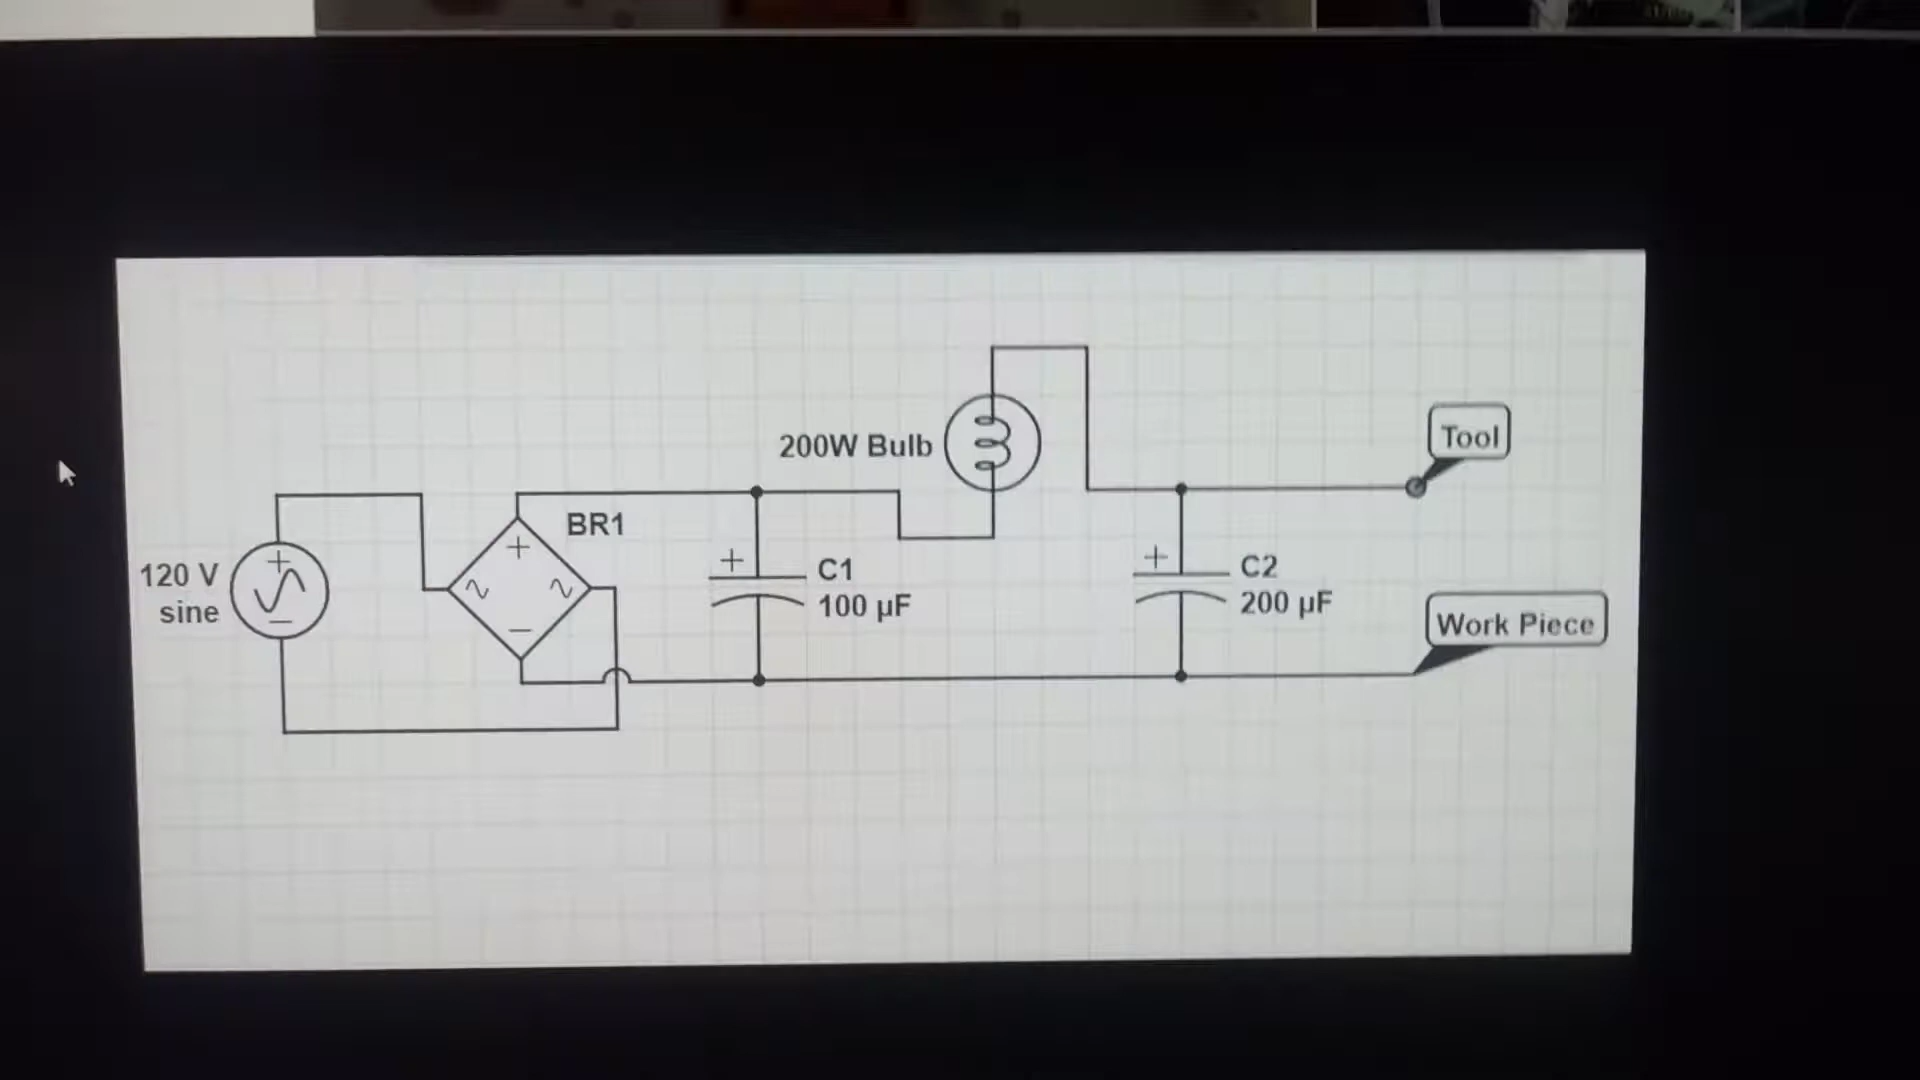 200W Bulb
Tool
BR1
120 V
sine
C1
100 µF
C2
200 µF
Work Piece